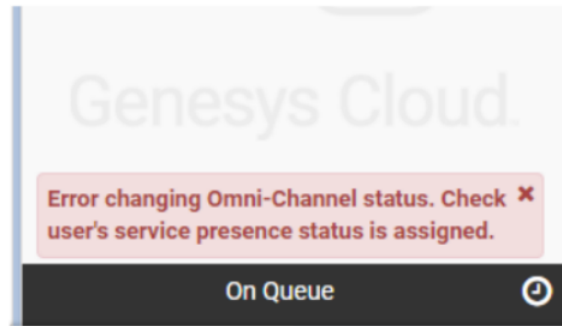 Genesys Cloud.
Error changing Omni-Channel status. Check ×
user's service presence status is assigned.
On Queue